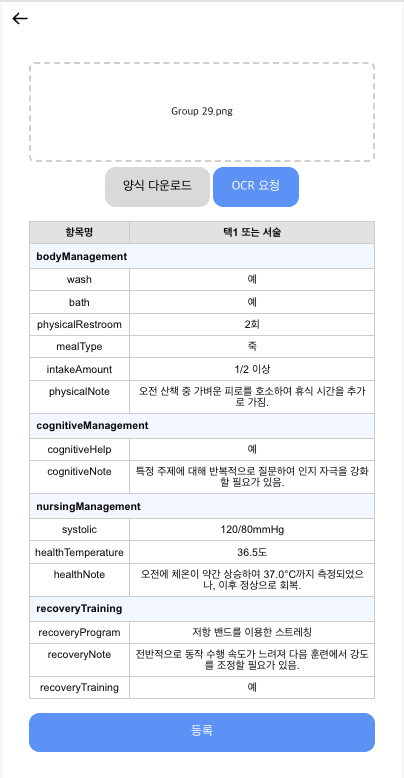 Group 29.png
양식 다운로드 OCR 요청
항목명 택1 또는 서술
bodyManagement
wash 예
bath 예
physicalRestroom 2회
mealType 죽
intakeAmount 1/2 이상
physicalNote 오전 산책 중 가벼운 피로를 호소하여 휴식 시간을 추가
로 가짐.
cognitiveManagement
cognitiveHelp 예
cognitiveNote 특정 주제에 대해 반복적으로 질문하여 인지 자극을 강화
할 필요가 있음.
nursingManagement
systolic 120/80mmHg
healthTemperature 36.5도
healthNote 오전에 체온이 약간 상승하여 37.0°C까지 측정되었으
나, 이후 정상으로 회복.
recoveryTraining
recoveryProgram 저항 밴드를 이용한 스트레칭
recoveryNote 전반적으로 동작 수행 속도가 느려져 다음 훈련에서 강도
를 조정할 필요가 있음.
recoveryTraining 예
등록